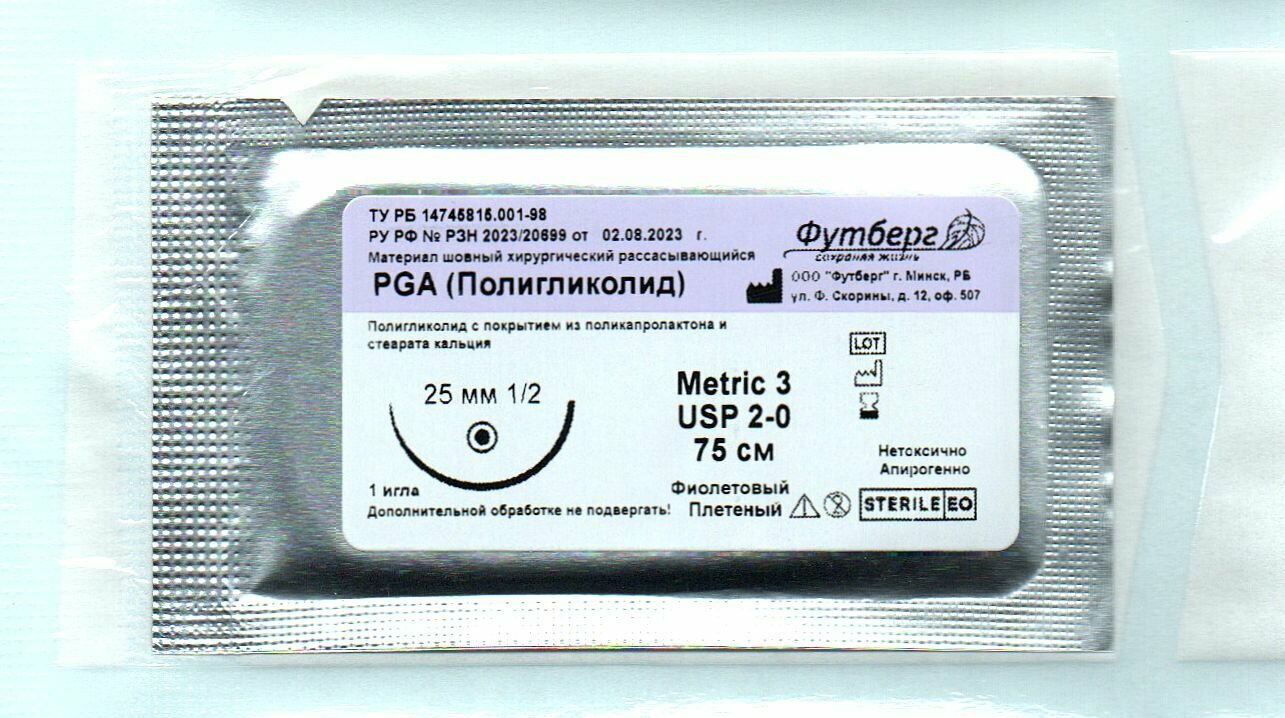 ТУ РБ 14745815.001-98
РУ РФ № РЗН 2023/20699 от 02.08.2023 г.
Материал шовный хирургический рассасывающийся
PGA (Полигликолид)
Футберг
сохраняя жизнь
ООО "Футберг" г. Минск, РБ
ул. Ф. Скорины, д. 12, оф. 507
Полигликолид с покрытием из поликапролактона и
стеарата кальция
25 мм 1/2
1 игла
Дополнительной обработке не подвергать!
Metric 3
USP 2-0
75 см
Фиолетовый
Плетеный
LOT
Нетоксично
Апирогенно
STERILE EO